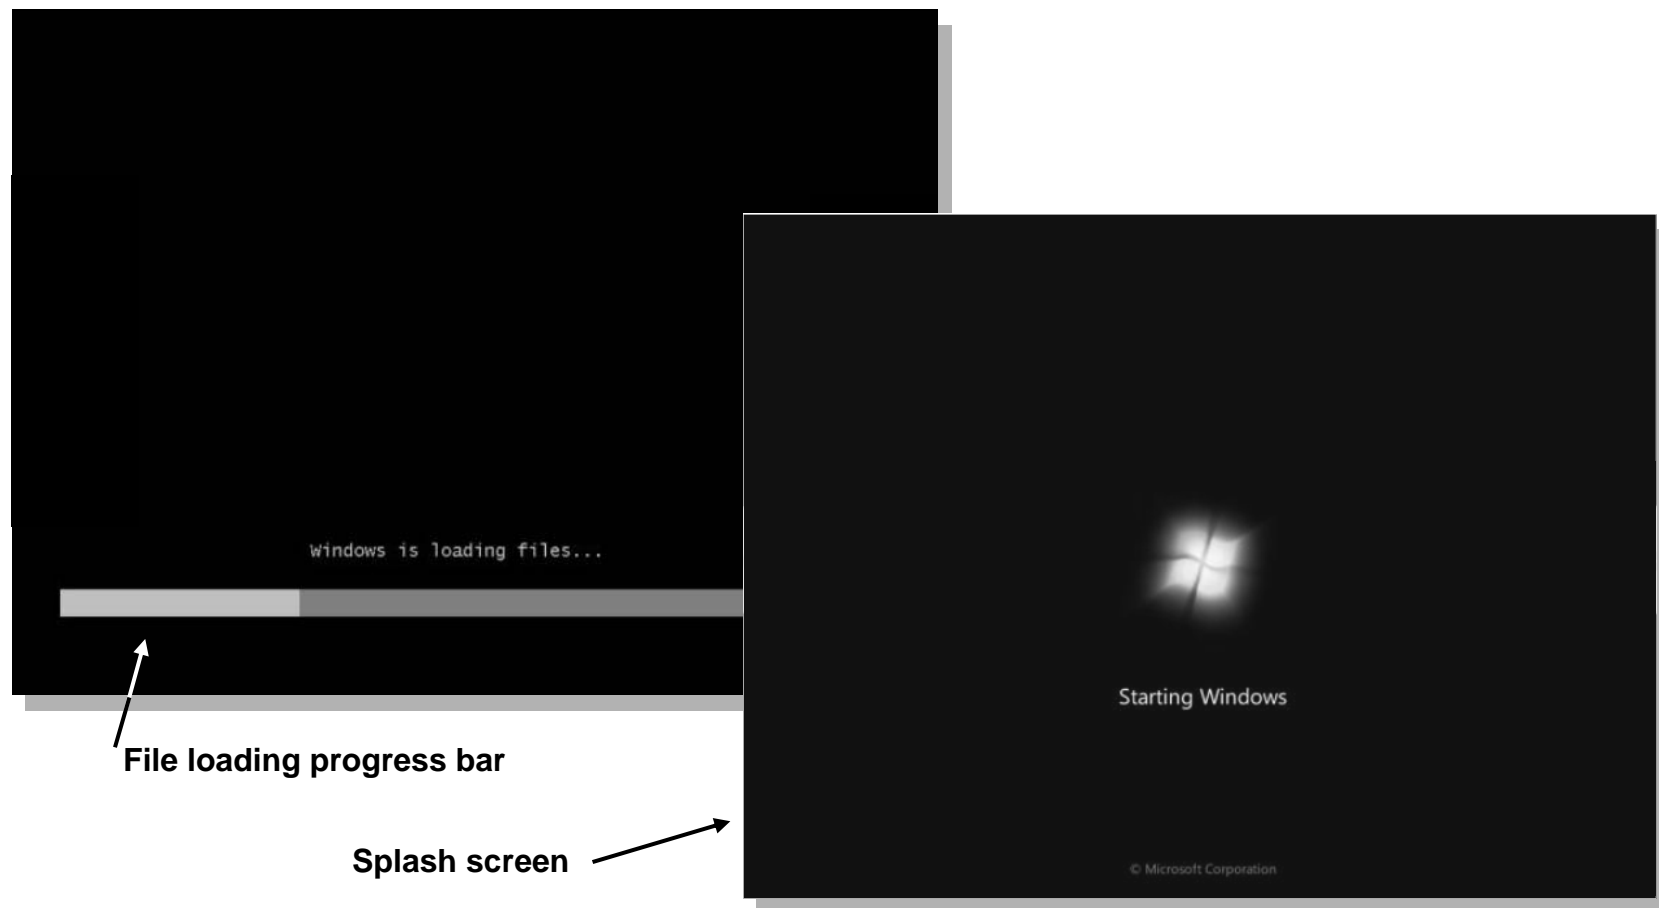 Windows is loading files...
File loading progress bar
Starting Windows
Splash screen
© Microsoft Corporation